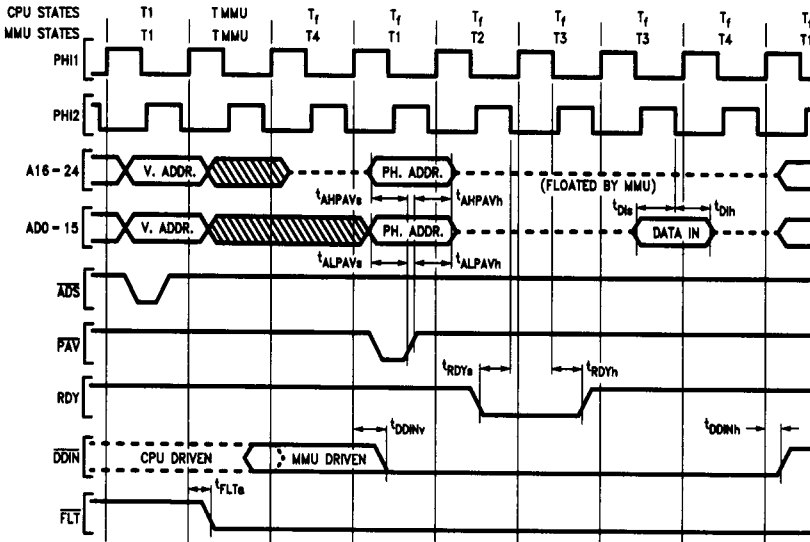 CPU STATES T1 TMMU Tf Tf Tf Tf Tf Tf Tf
MMU STATES T1 TMMU T4 T1 T2 T3 T3 T4 T1
PHI1
PHI2
A16-24 V. ADDR. PH. ADDR. (FLOATED BY MMU)
tAHPAVs tAHPAVh tDIs tDIh
AD0-15 V. ADDR. PH. ADDR. DATA IN
tALPAVs tALPAVh
ADS
PAV
tRDYs tRDYh
RDY
tDDINv tDDINh
DDIN CPU DRIVEN MMU DRIVEN
tFLTa
FLT